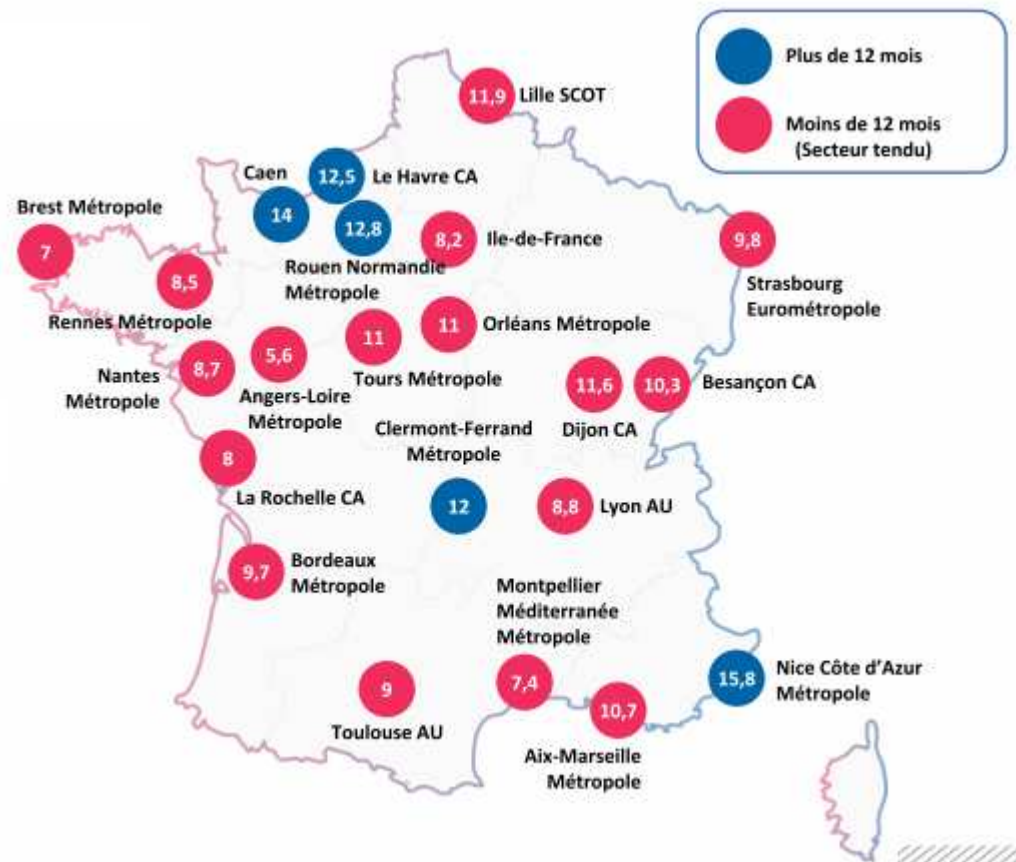 Plus de 12 mois
Moins de 12 mois
(Secteur tendu)
11,9 Lille SCOT
Caen
14
12,5 Le Havre CA
12,8
Rouen Normandie
Métropole
Brest Métropole
7
8,5
Rennes Métropole
8,2 Ile-de-France
9,8
Strasbourg
Eurométropole
8,7
Nantes
Métropole
5,6
Angers-Loire
Métropole
11
Tours Métropole
11 Orléans Métropole
11,6
Dijon CA
10,3 Besançon CA
Clermont-Ferrand
Métropole
12
8
La Rochelle CA
8,8 Lyon AU
9,7
Bordeaux
Métropole
Montpellier
Méditerranée
Métropole
7,4
9
Toulouse AU
10,7
Aix-Marseille
Métropole
15,8
Nice Côte d'Azur
Métropole